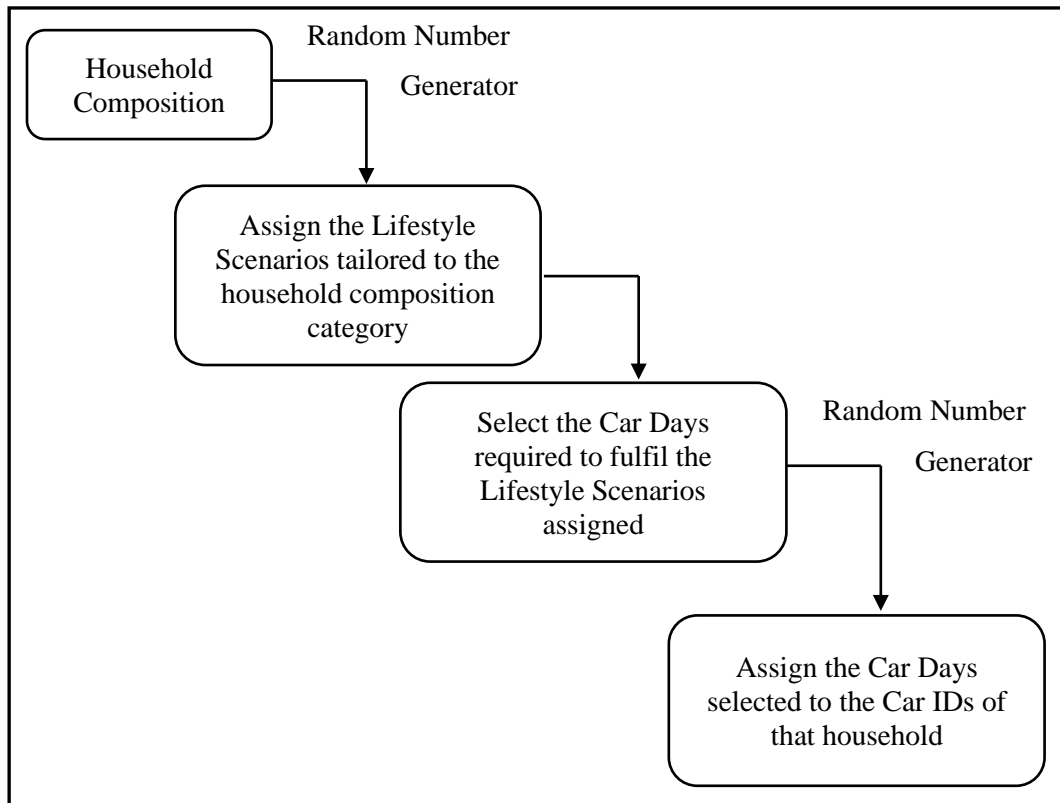 Random Number
Generator
Household
Composition
Assign the Lifestyle
Scenarios tailored to the
household composition
category
Select the Car Days
required to fulfil the
Lifestyle Scenarios
assigned
Random Number
Generator
Assign the Car Days
selected to the Car IDs of
that household